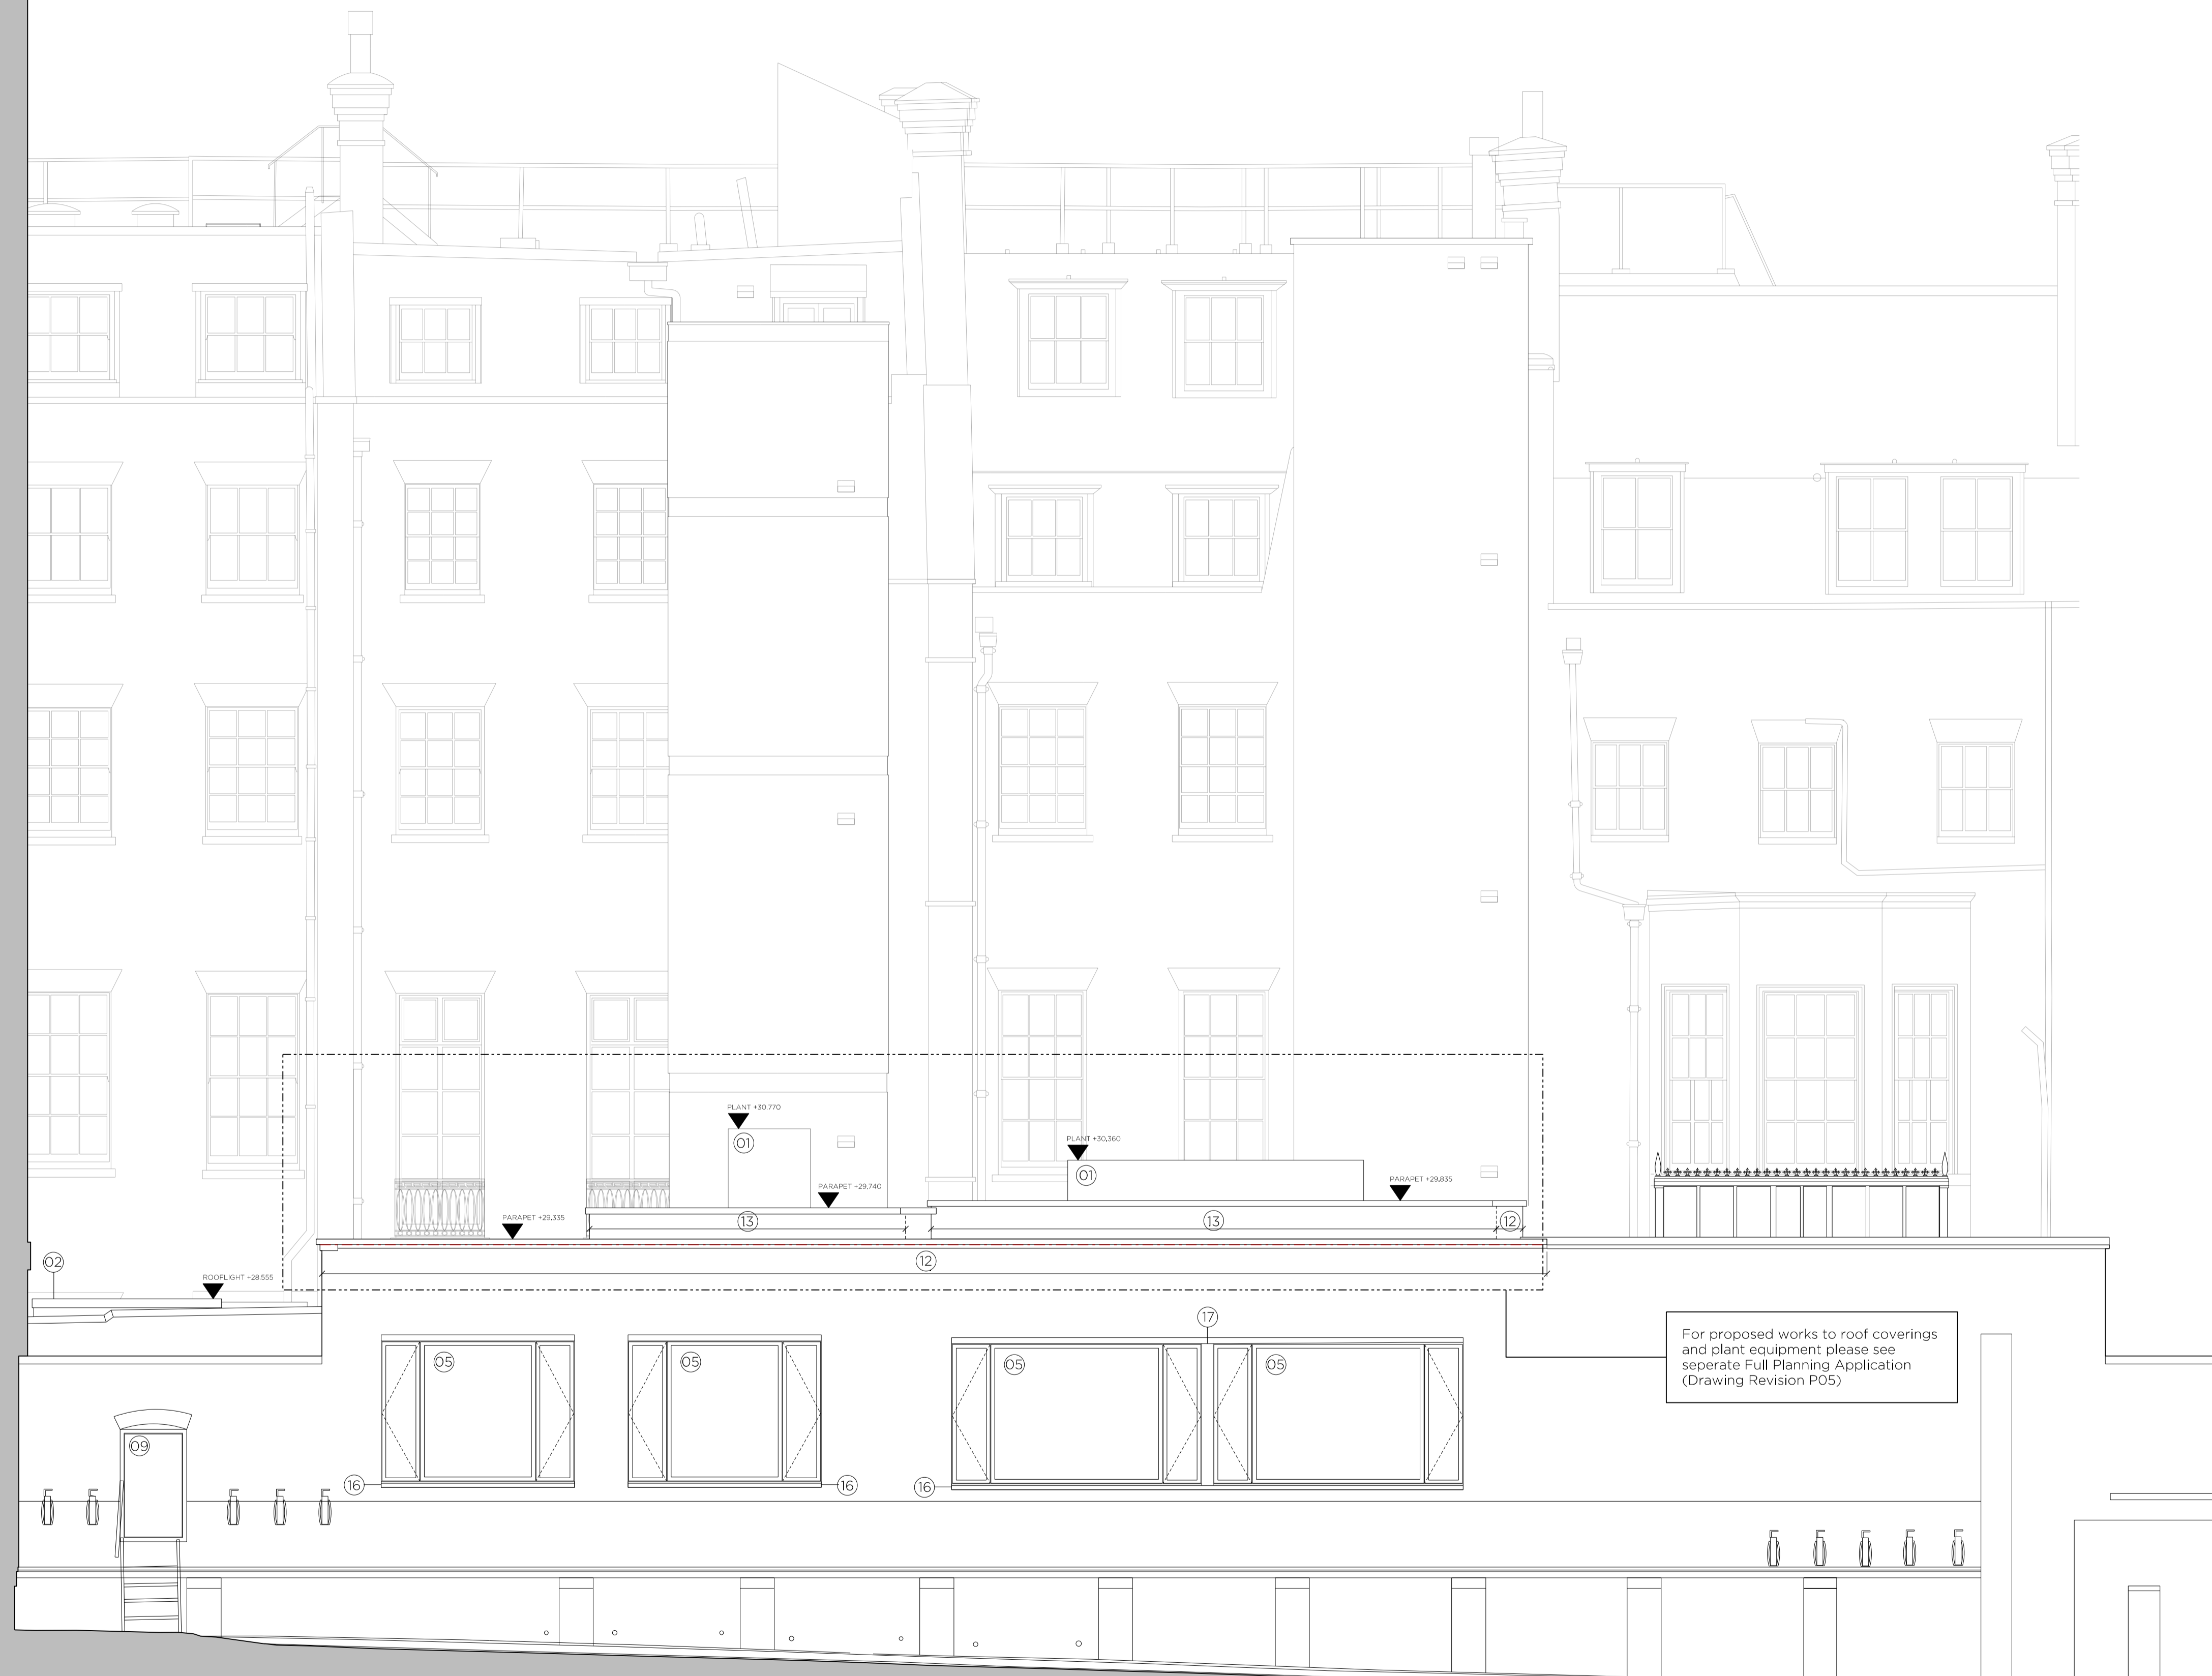 PLANT +30,770
01
PLANT +30,360
01
PARAPET +29,740
PARAPET +29,835
PARAPET +29,335
13
13
12
12
02
ROOFLIGHT +28,555
17
For proposed works to roof coverings
and plant equipment please see
seperate Full Planning Application
(Drawing Revision P05)
05
05
05
05
09
16
16
16